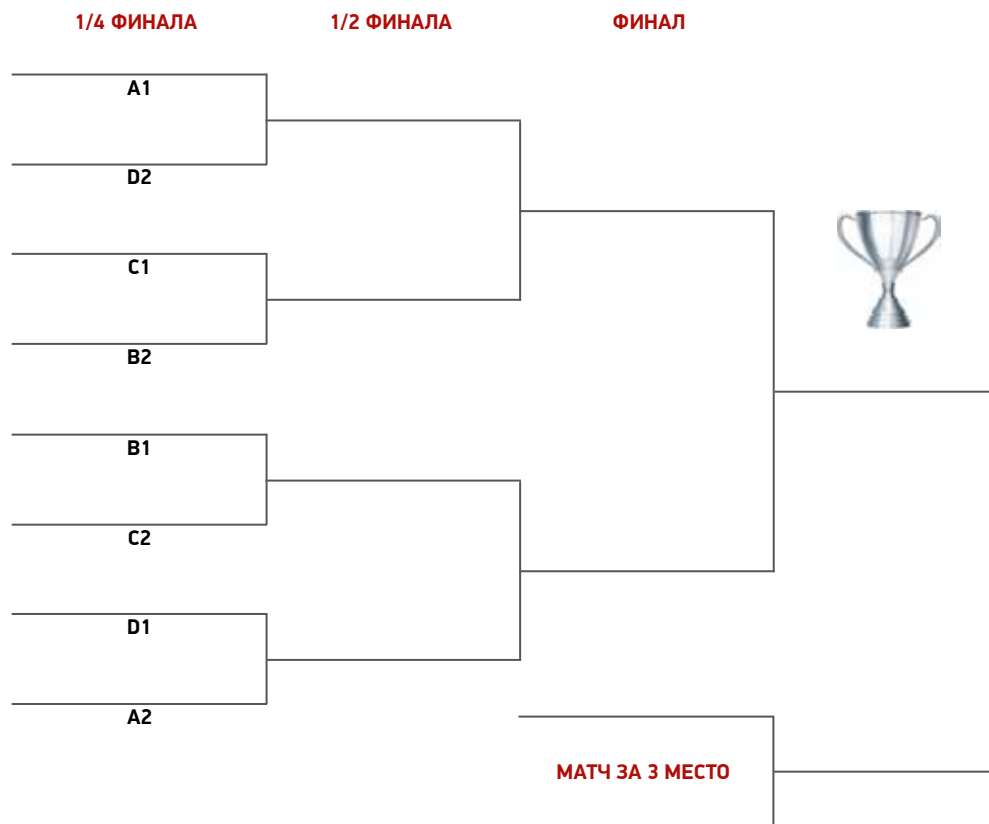 1/4 ФИНАЛА
1/2 ФИНАЛА
ФИНАЛ
A1
D2
C1
B2
B1
C2
D1
A2
МАТЧ ЗА 3 МЕСТО